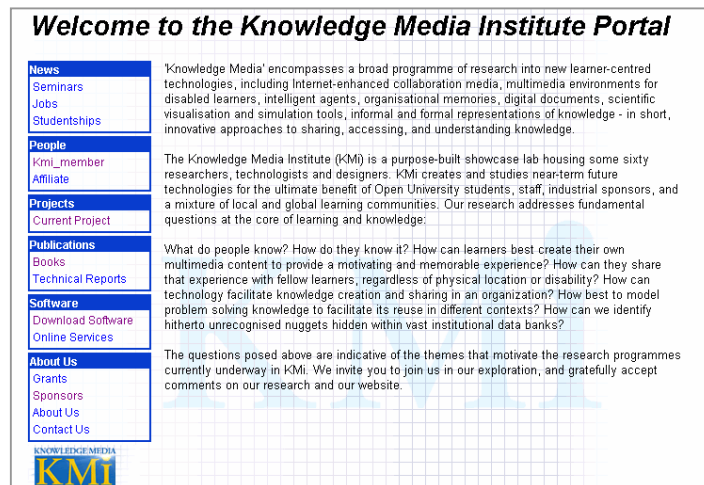 Welcome to the Knowledge Media Institute Portal
News
Seminars
Jobs
Studentships
People
Kmi_member
Affiliate
Projects
Current Project
Publications
Books
Technical Reports
Software
Download Software
Online Services
About Us
Grants
Sponsors
About Us
Contact Us
KNOWLEDGE MEDIA
KMi
'Knowledge Media' encompasses a broad programme of research into new learner-centred
technologies, including Internet-enhanced collaboration media, multimedia environments for
disabled learners, intelligent agents, organisational memories, digital documents, scientific
visualisation and simulation tools, informal and formal representations of knowledge - in short,
innovative approaches to sharing, accessing, and understanding knowledge.
The Knowledge Media Institute (KMi) is a purpose-built showcase lab housing some sixty
researchers, technologists and designers. KMi creates and studies near-term future
technologies for the ultimate benefit of Open University students, staff, industrial sponsors, and
a mixture of local and global learning communities. Our research addresses fundamental
questions at the core of learning and knowledge:
What do people know? How do they know it? How can learners best create their own
multimedia content to provide a motivating and memorable experience? How can they share
that experience with fellow learners, regardless of physical location or disability? How can
technology facilitate knowledge creation and sharing in an organization? How best to model
problem solving knowledge to facilitate its reuse in different contexts? How can we identify
hitherto unrecognised nuggets hidden within vast institutional data banks?
The questions posed above are indicative of the themes that motivate the research programmes
currently underway in KMi. We invite you to join us in our exploration, and gratefully accept
comments on our research and our website.
KMi